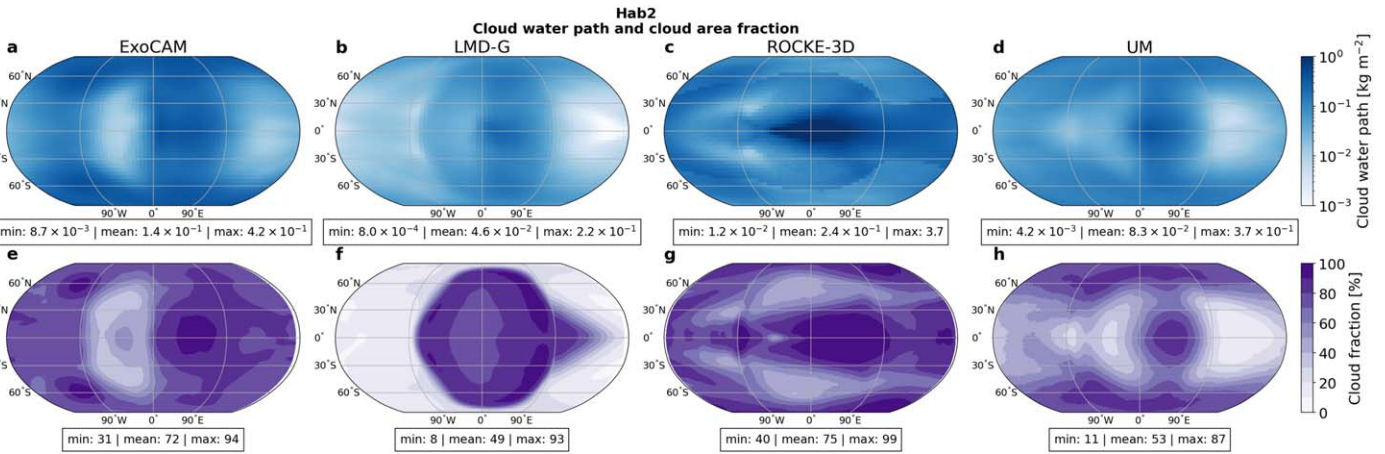 Hab2
Cloud water path and cloud area fraction
a ExoCAM b LMD-G c ROCKE-3D d UM
60°N
30°N
0°
30°S
60°S
90°W 0° 90°E
min: 8.7 × 10⁻³ | mean: 1.4 × 10⁻¹ | max: 4.2 × 10⁻¹
60°N
30°N
0°
30°S
60°S
90°W 0° 90°E
min: 8.0 × 10⁻⁴ | mean: 4.6 × 10⁻² | max: 2.2 × 10⁻¹
60°N
30°N
0°
30°S
60°S
90°W 0° 90°E
min: 1.2 × 10⁻² | mean: 2.4 × 10⁻¹ | max: 3.7
60°N
30°N
0°
30°S
60°S
90°W 0° 90°E
min: 4.2 × 10⁻³ | mean: 8.3 × 10⁻² | max: 3.7 × 10⁻¹
10⁰
10⁻¹
10⁻²
10⁻³
Cloud water path [kg m⁻²]
e f g h
60°N
30°N
0°
30°S
60°S
90°W 0° 90°E
min: 31 | mean: 72 | max: 94
60°N
30°N
0°
30°S
60°S
90°W 0° 90°E
min: 8 | mean: 49 | max: 93
60°N
30°N
0°
30°S
60°S
90°W 0° 90°E
min: 40 | mean: 75 | max: 99
60°N
30°N
0°
30°S
60°S
90°W 0° 90°E
min: 11 | mean: 53 | max: 87
100
80
60
40
20
0
Cloud fraction [%]